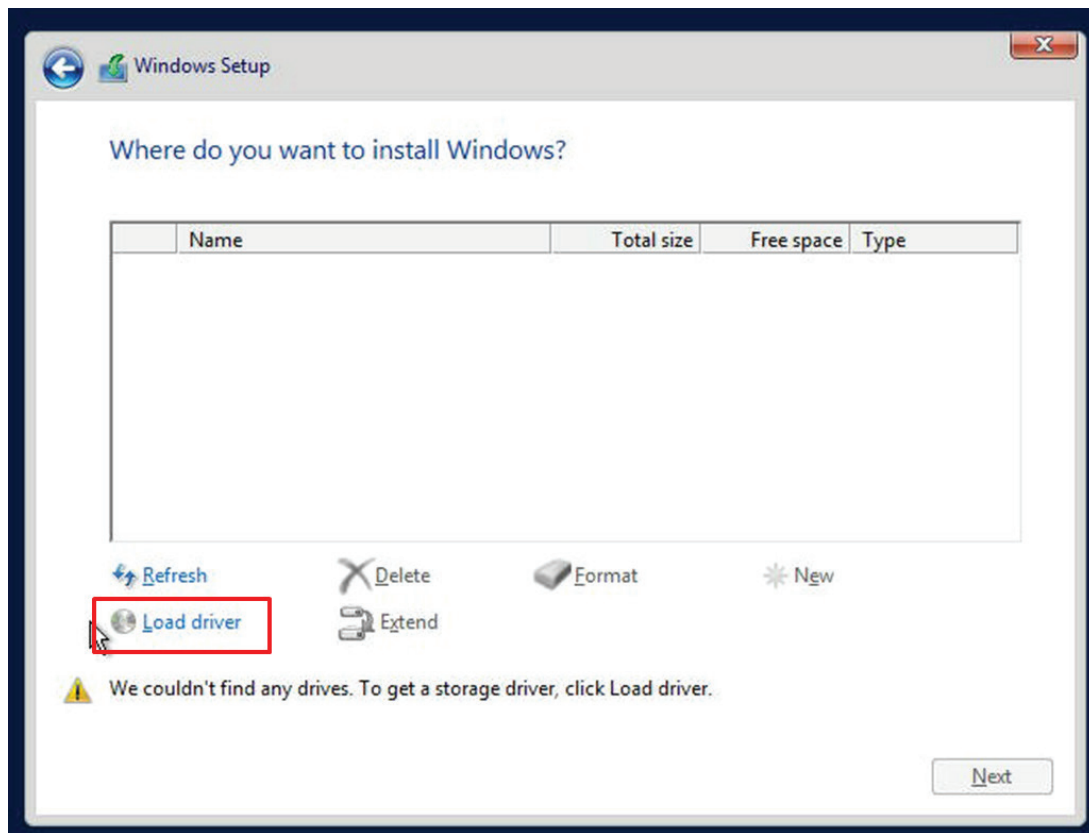 Windows Setup
Where do you want to install Windows?
Name Total size Free space Type
Refresh Delete Format New
Load driver Extend
We couldn't find any drives. To get a storage driver, click Load driver.
Next